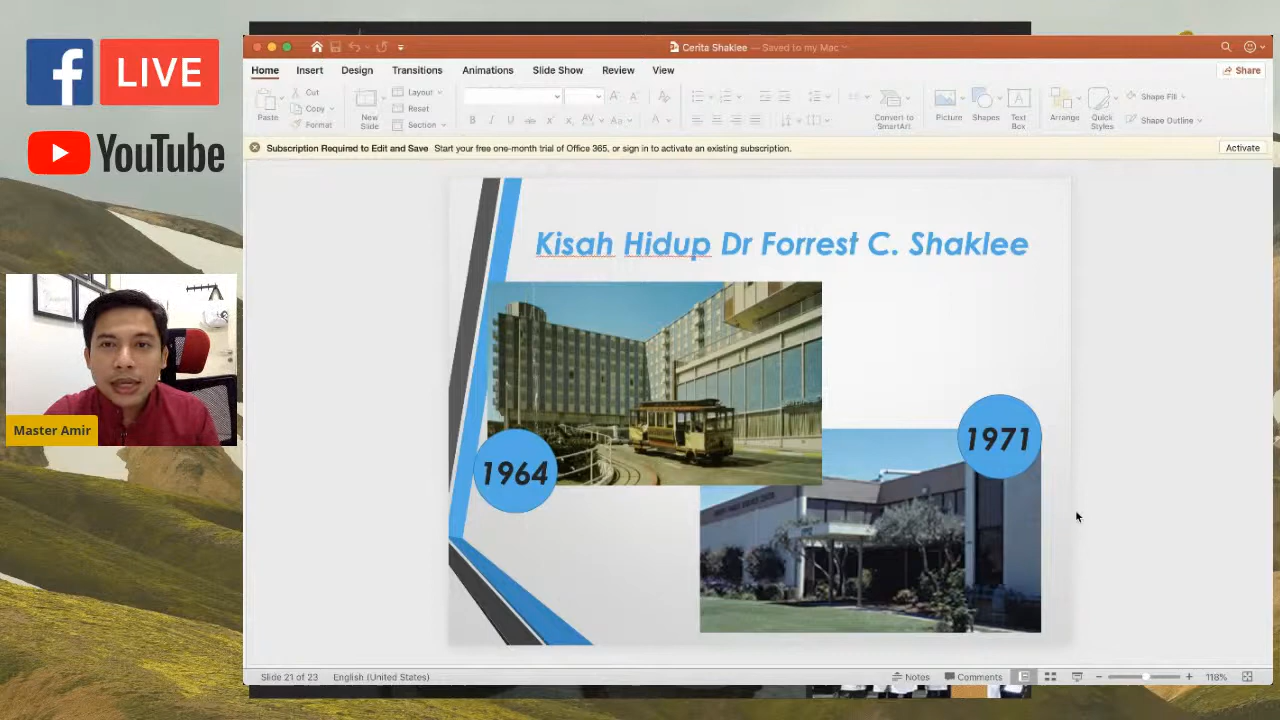 LIVE
YouTube
Master Amir
Cerita Shaklee — Saved to my Mac
Home Insert Design Transitions Animations Slide Show Review View
Share
Paste
Cut
Copy
Format
New Slide
Layout
Reset
Section
Convert to SmartArt
Picture
Shapes
Text Box
Arrange
Quick Styles
Shape Fill
Shape Outline
Subscription Required to Edit and Save Start your free one-month trial of Office 365, or sign in to activate an existing subscription.
Activate
Kisah Hidup Dr Forrest C. Shaklee
1964
1971
Slide 21 of 23 English (United States)
Notes Comments 118%